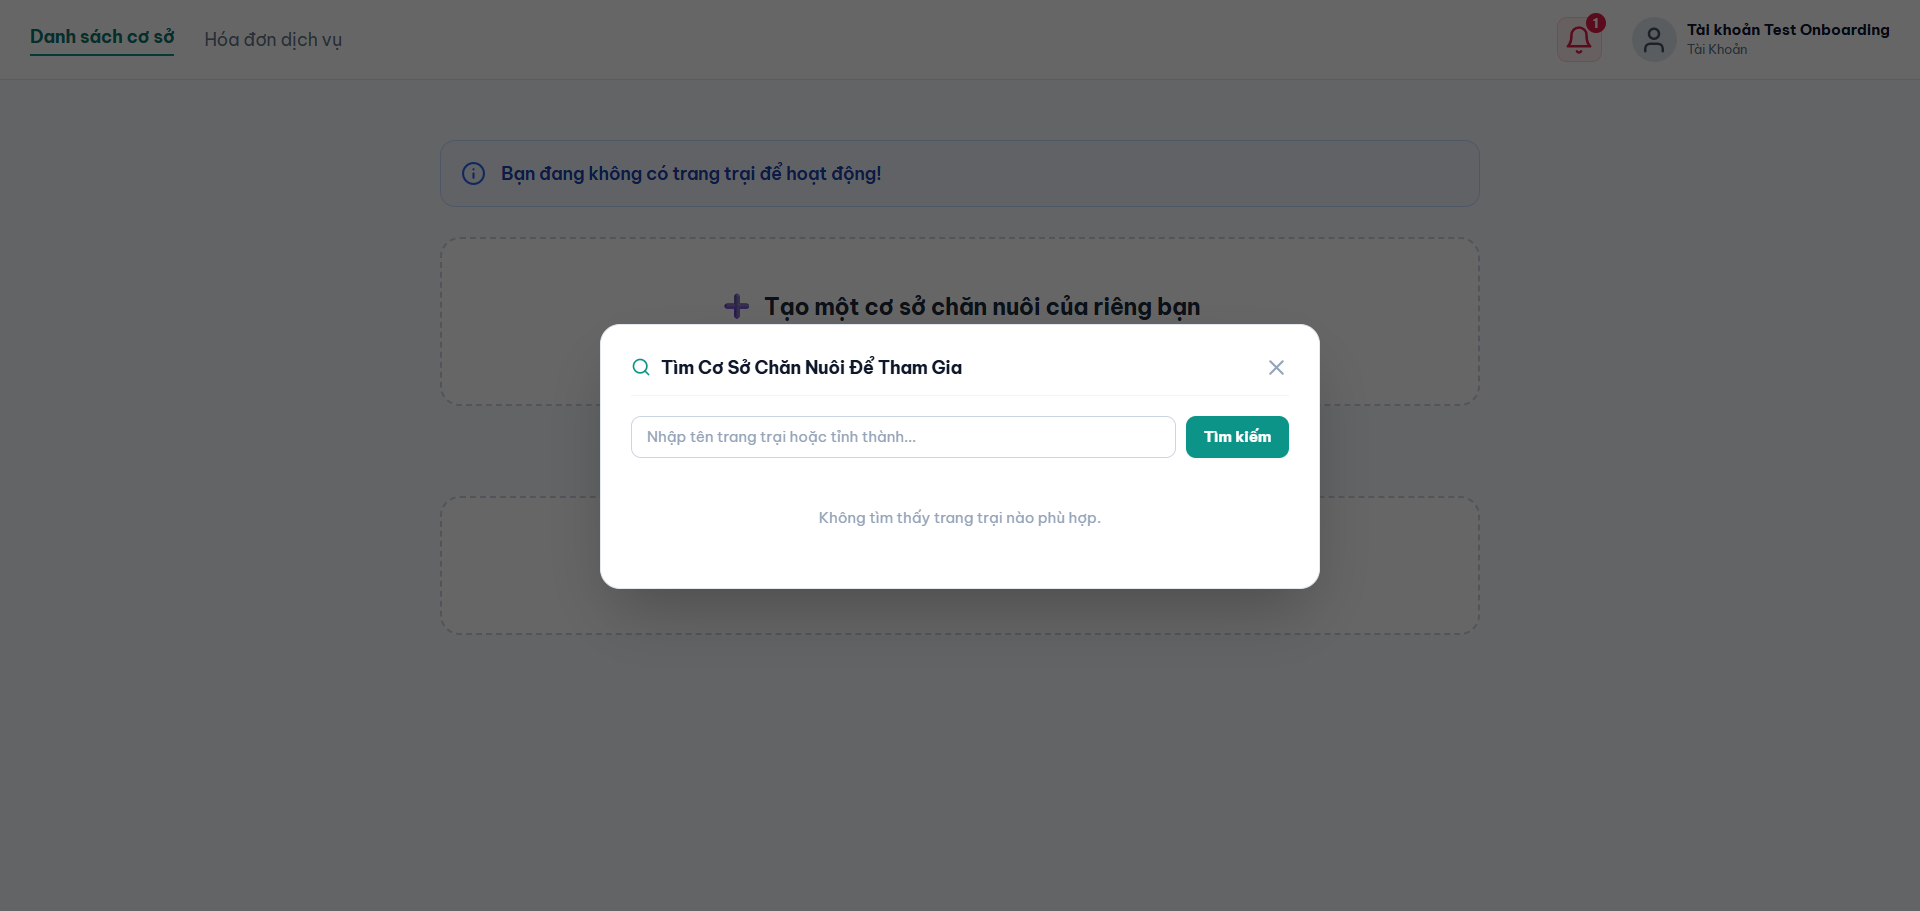 Danh sách cơ sở
Hóa đơn dịch vụ
1
Tài khoản Test Onboarding
Tài Khoản
Bạn đang không có trang trại để hoạt động!
Tạo một cơ sở chăn nuôi của riêng bạn
Tìm Cơ Sở Chăn Nuôi Để Tham Gia
Nhập tên trang trại hoặc tỉnh thành...
Tìm kiếm
Không tìm thấy trang trại nào phù hợp.